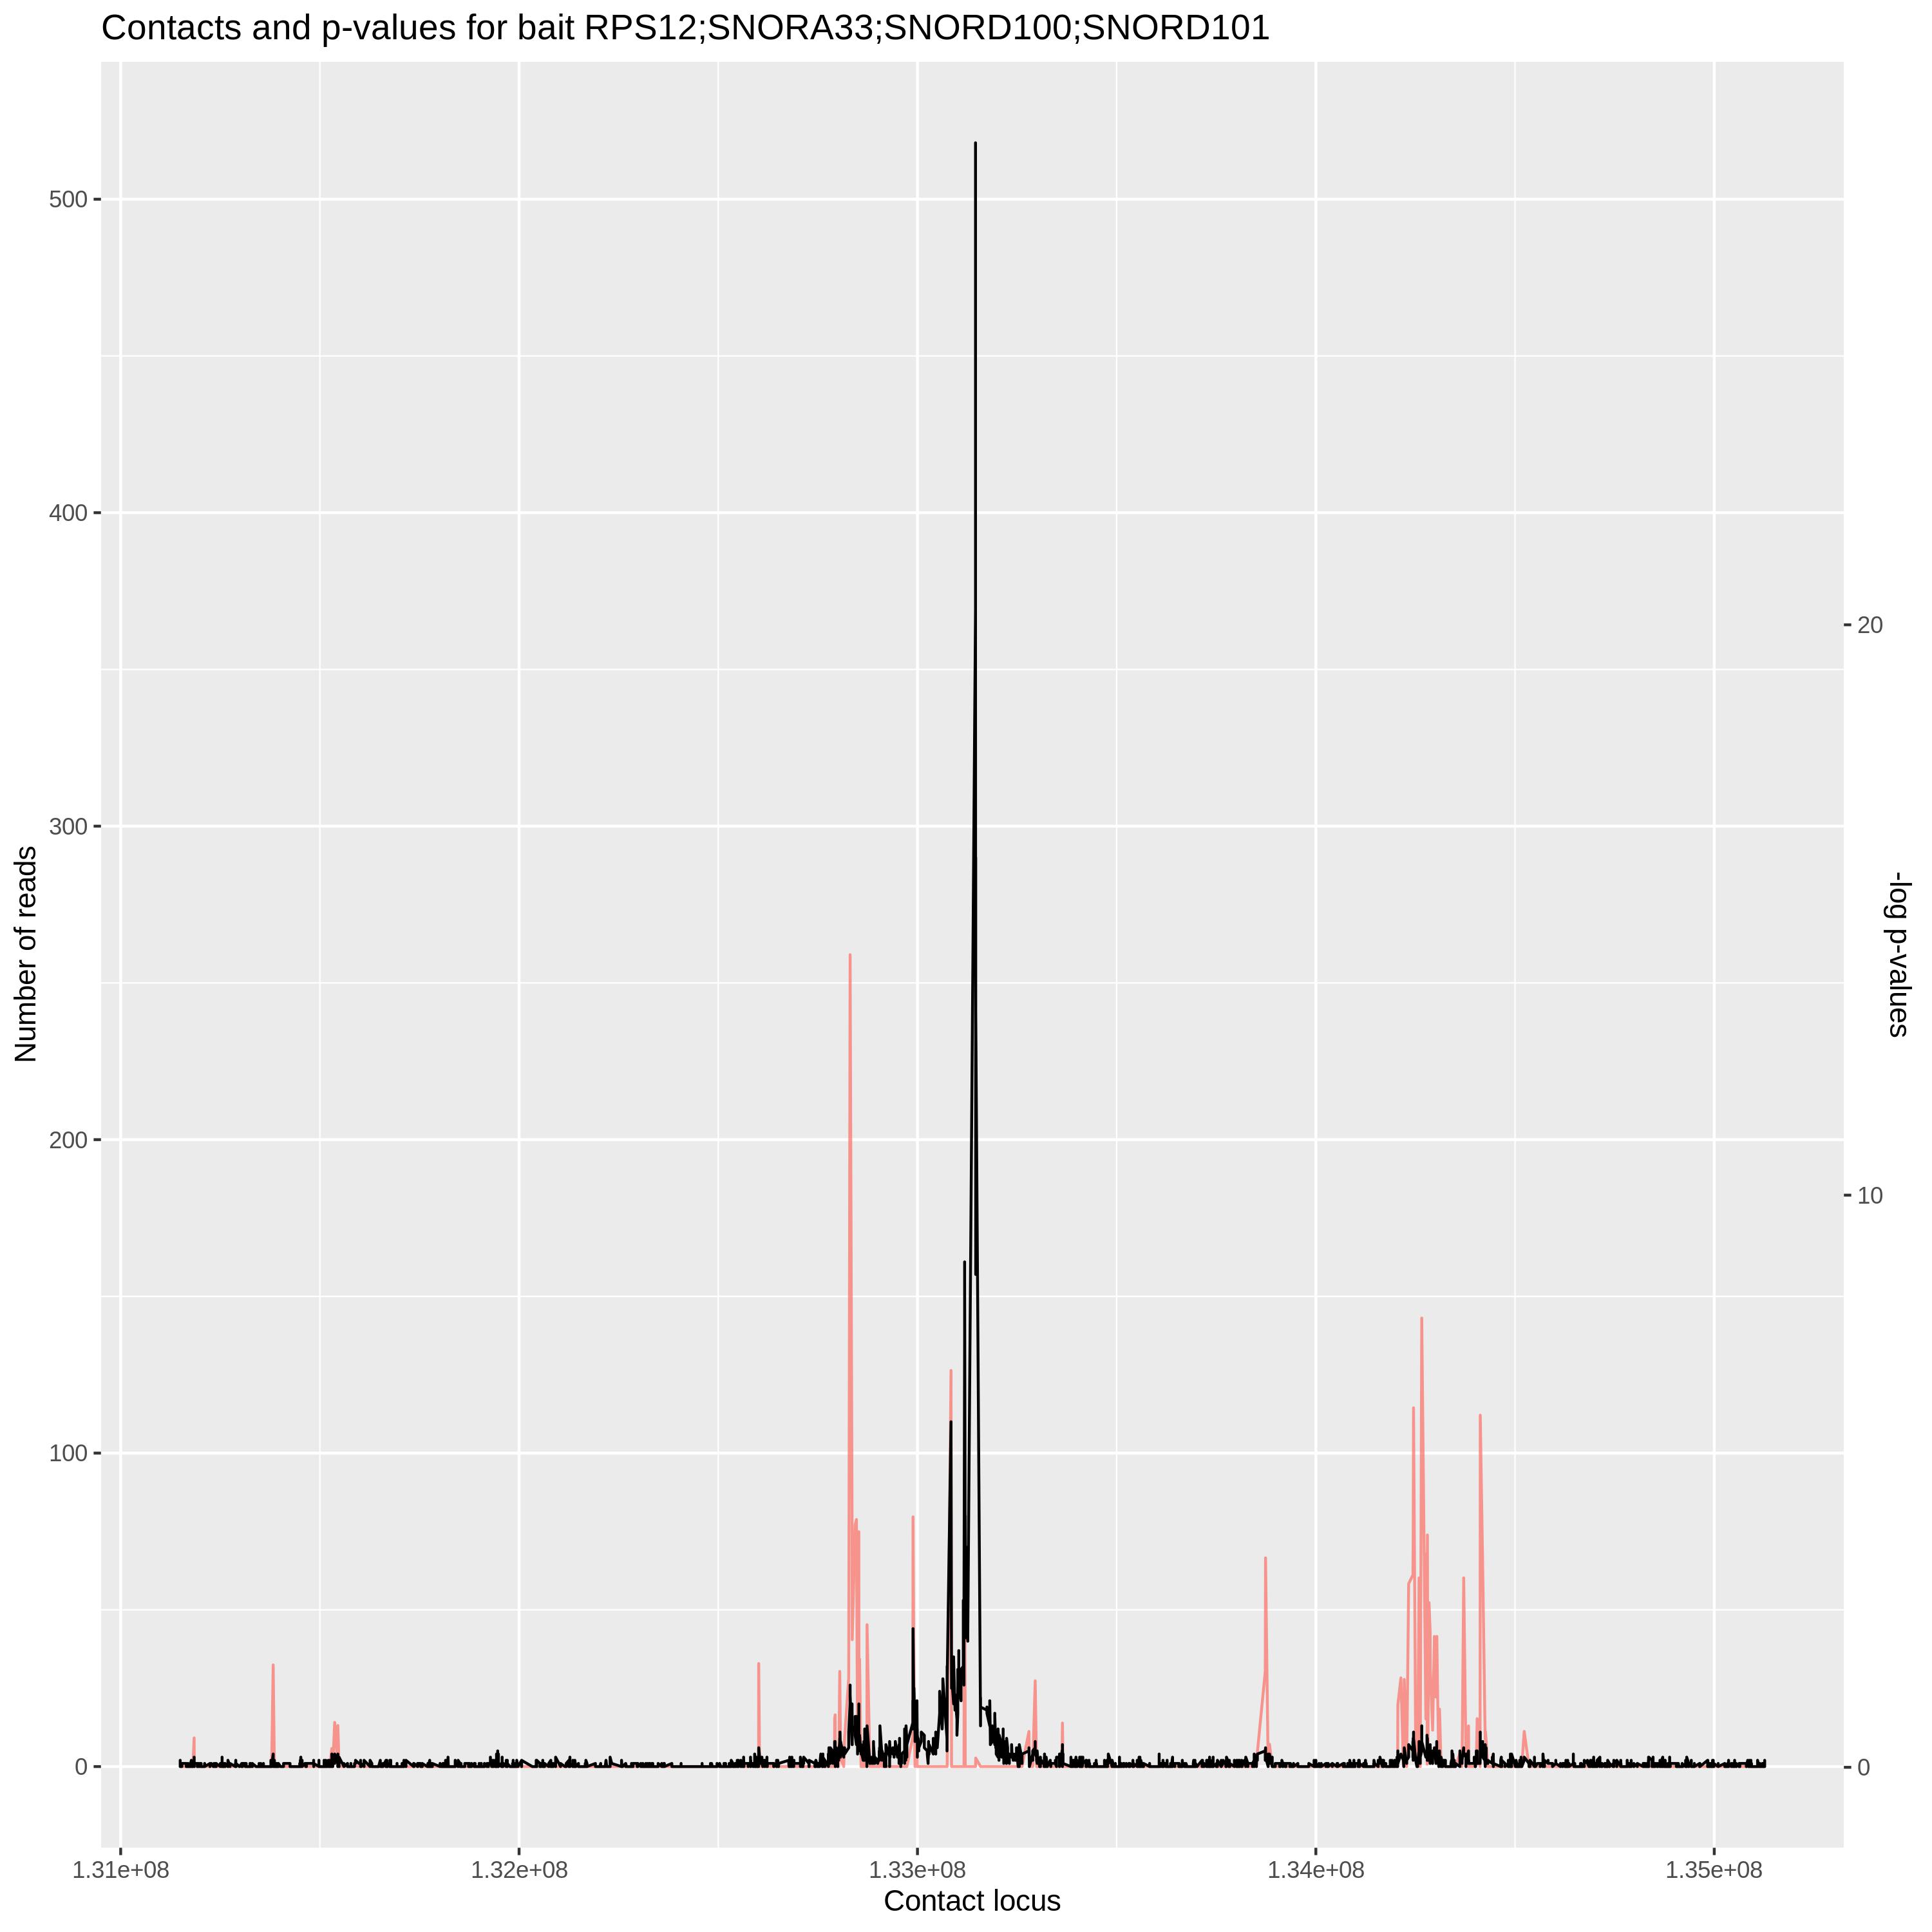 Contacts and p-values for bait RPS12;SNORA33;SNORD100;SNORD101
Number of reads
500
400
300
200
100
0
20
10
0
-log p-values
1.31e+08
1.32e+08
1.33e+08
1.34e+08
1.35e+08
Contact locus